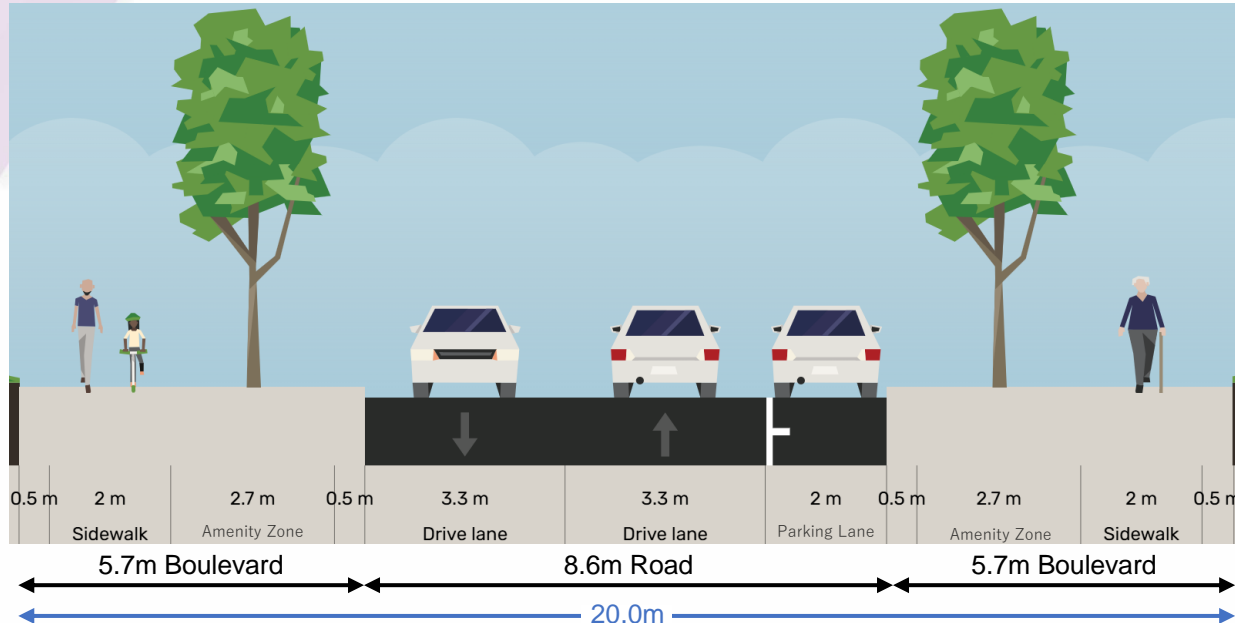 0.5 m 2 m 2.7 m 0.5 m 3.3 m 3.3 m 2 m 0.5 m 2.7 m 2 m 0.5 m
Sidewalk Amenity Zone Drive lane Drive lane Parking Lane Amenity Zone Sidewalk
5.7m Boulevard 8.6m Road 5.7m Boulevard
20.0m